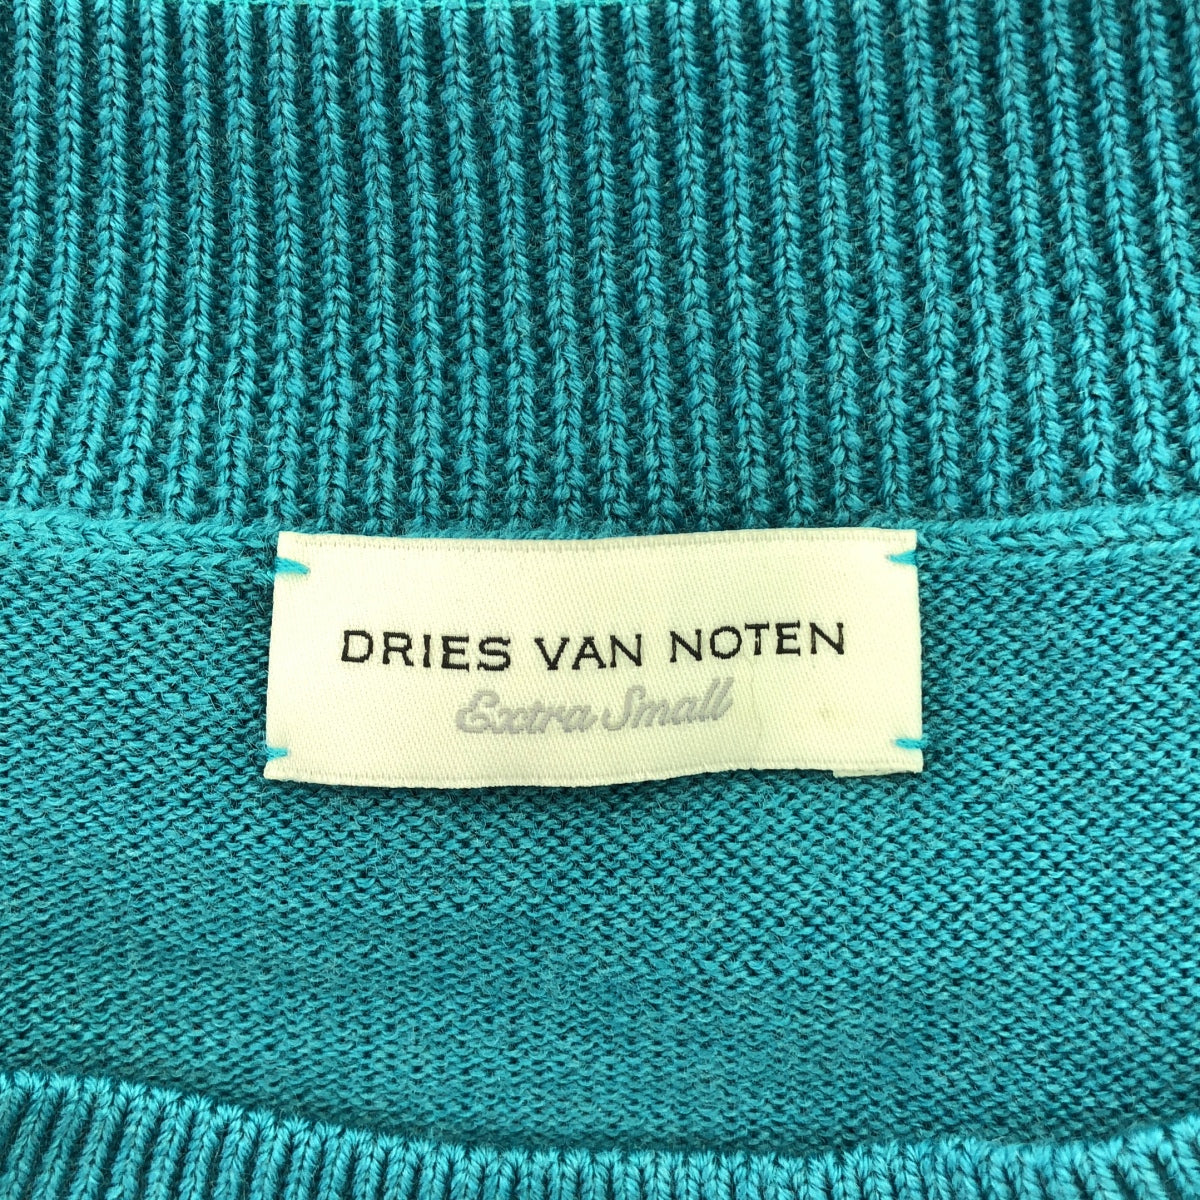 DRIES VAN NOTEN
Extra Small